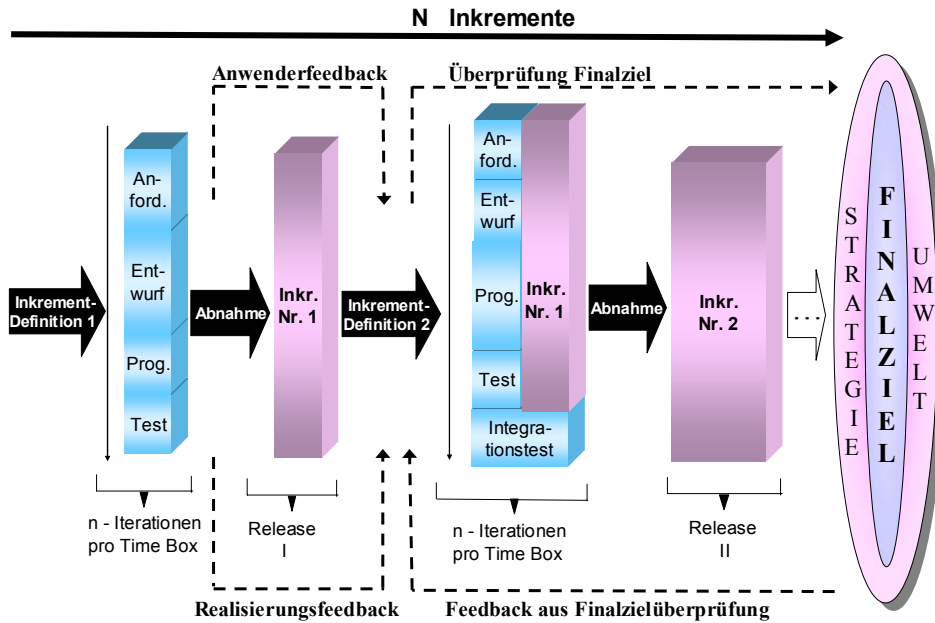 N Inkremente
Anwenderfeedback
Überprüfung Finalziel
Inkrement-
Definition 1
An-
ford.
Ent-
wurf
Prog.
Test
n - Iterationen
pro Time Box
Abnahme
Inkr.
Nr. 1
Release
I
Inkrement-
Definition 2
An-
ford.
Ent-
wurf
Prog.
Test
Inkr.
Nr. 1
Integra-
tionstest
n - Iterationen
pro Time Box
Abnahme
Inkr.
Nr. 2
Release
II
...
STRATEGIE
FINALZIEL
UMWELT
Realisierungsfeedback
Feedback aus Finalzielüberprüfung